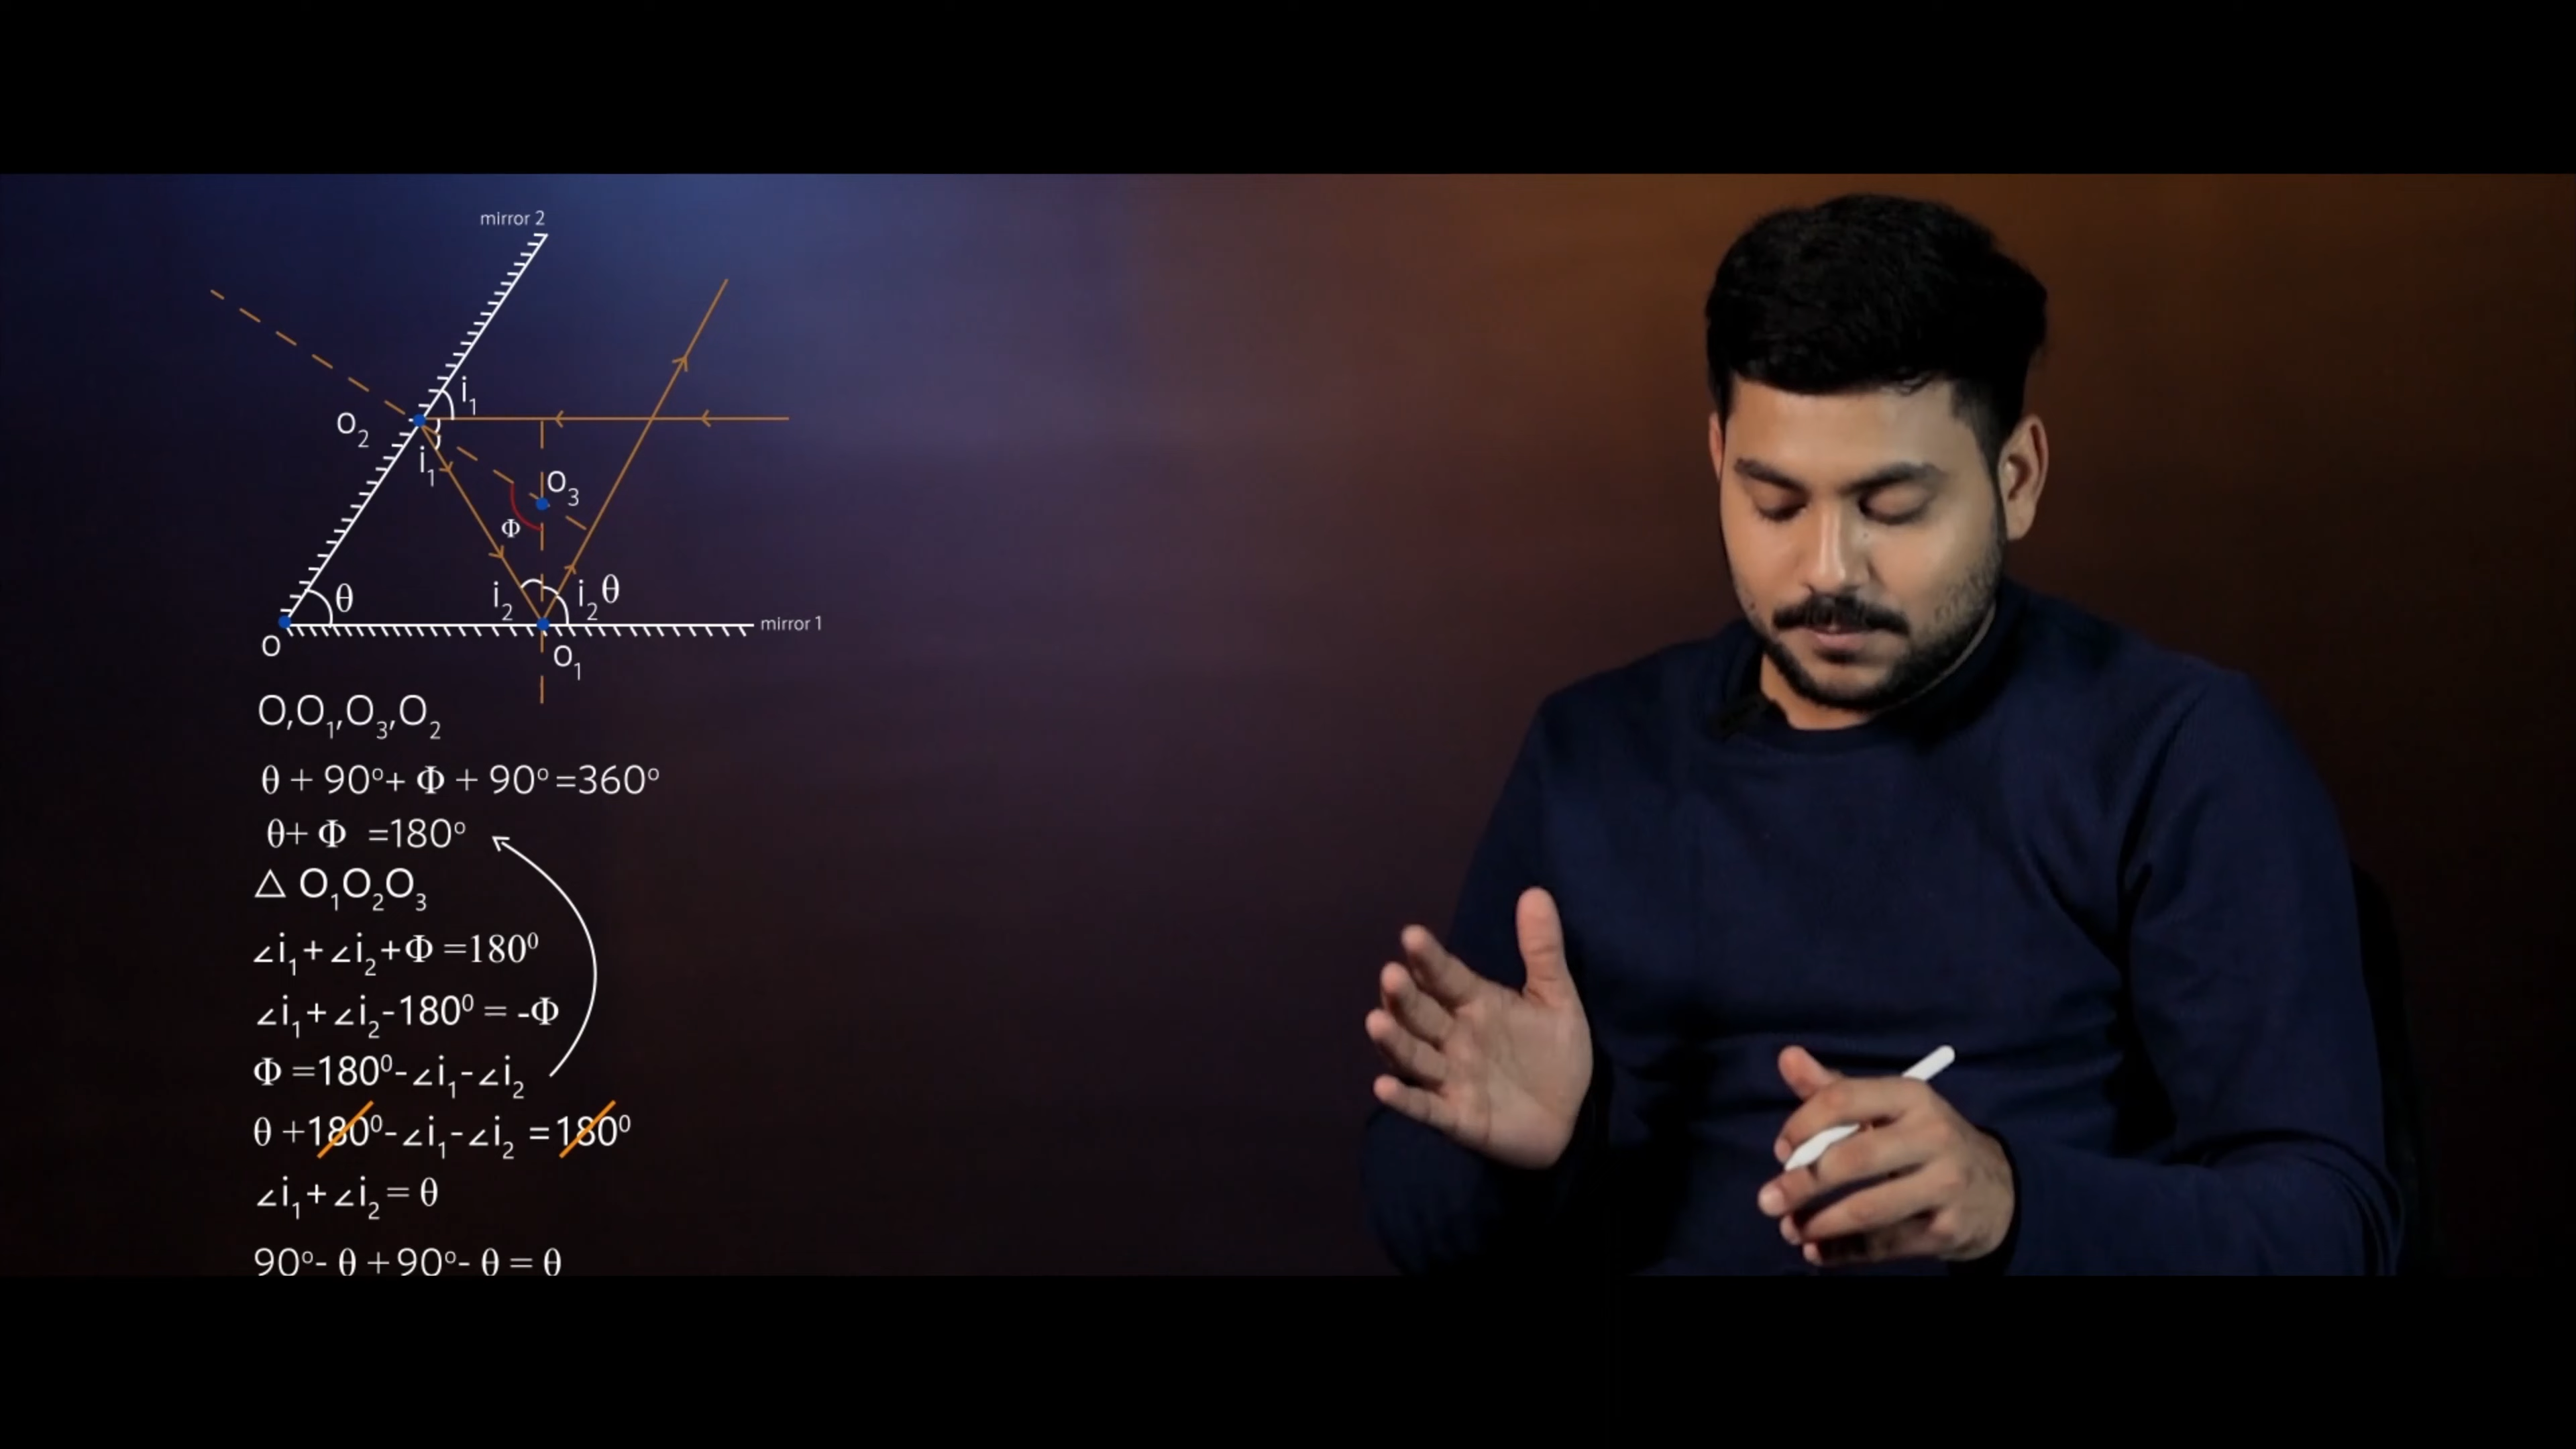 mirror 2
i₁
O₂
i₁
O₃
Φ
θ
i₂
i₂ θ
mirror 1
O
O₁
O,O₁,O₃,O₂
θ + 90°+ Φ + 90° =360°
θ+ Φ =180°
△ O₁O₂O₃
∠i₁+∠i₂+Φ =180⁰
∠i₁+∠i₂-180⁰ = -Φ
Φ =180⁰-∠i₁-∠i₂
θ +180⁰-∠i₁-∠i₂ =180⁰
∠i₁+∠i₂= θ
90°- θ + 90°- θ = θ